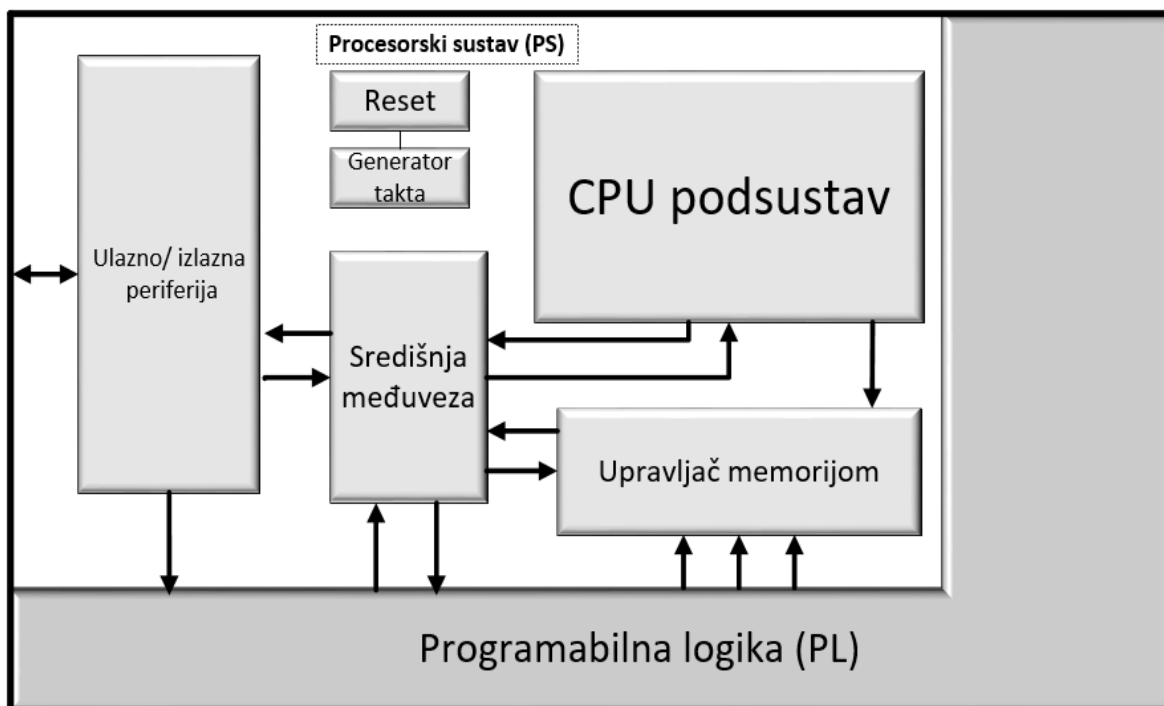 Procesorski sustav (PS)
Reset
Generator
takta
CPU podsustav
Ulazno/ izlazna
periferija
Središnja
međuveza
Upravljač memorijom
Programabilna logika (PL)